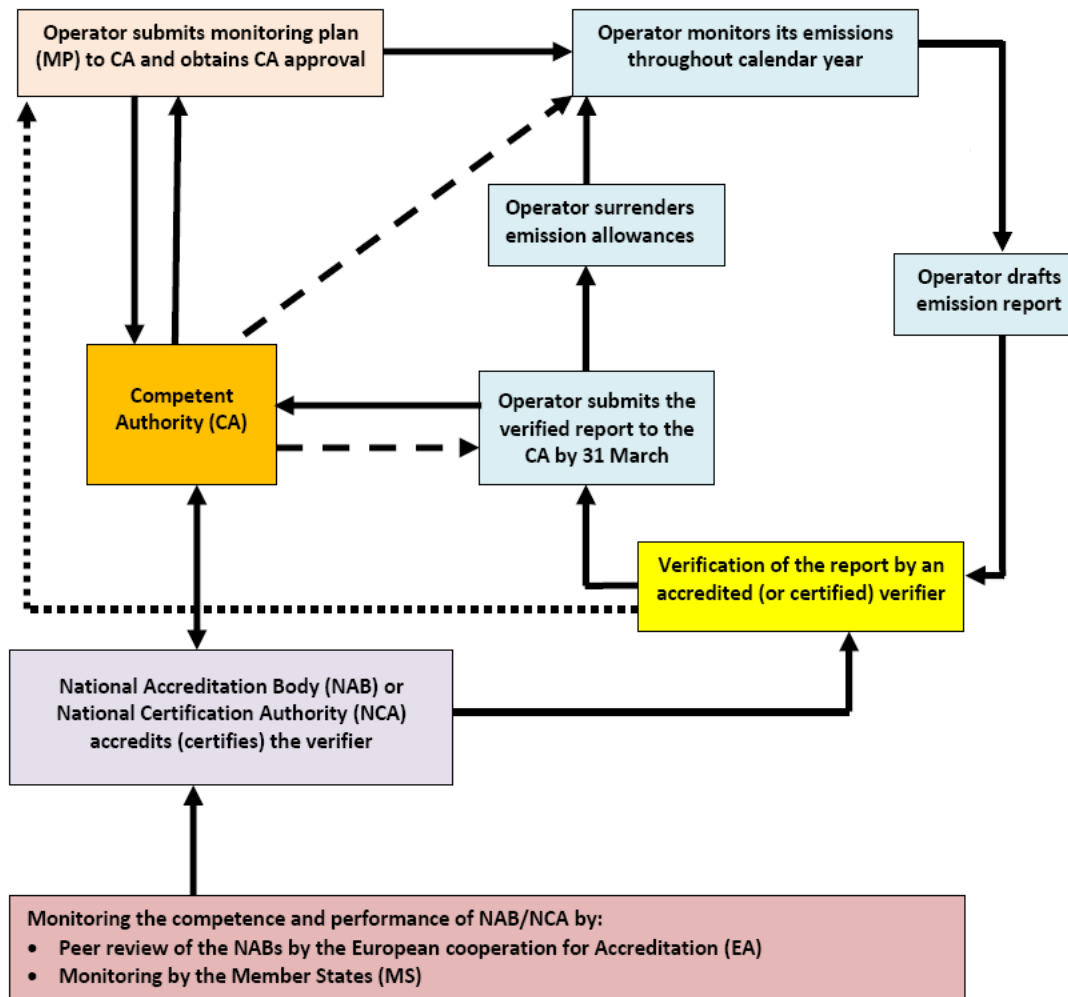 Operator submits monitoring plan
(MP) to CA and obtains CA approval
Operator monitors its emissions
throughout calendar year
Operator surrenders
emission allowances
Operator drafts
emission report
Competent
Authority (CA)
Operator submits the
verified report to the
CA by 31 March
Verification of the report by an
accredited (or certified) verifier
National Accreditation Body (NAB) or
National Certification Authority (NCA)
accredits (certifies) the verifier
Monitoring the competence and performance of NAB/NCA by:
• Peer review of the NABs by the European cooperation for Accreditation (EA)
• Monitoring by the Member States (MS)